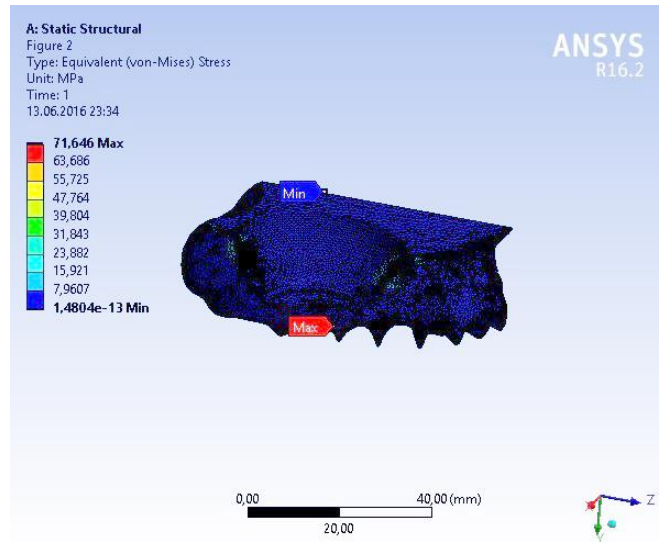 A: Static Structural
Figure 2
Type: Equivalent (von-Mises) Stress
Unit: MPa
Time: 1
13.06.2016 23:34
ANSYS
R16.2
71,646 Max
63,686
55,725
47,764
39,804
31,843
23,882
15,921
7,9607
1,4804e-13 Min
Min
Max
0,00
40,00 (mm)
20,00
Z
Y